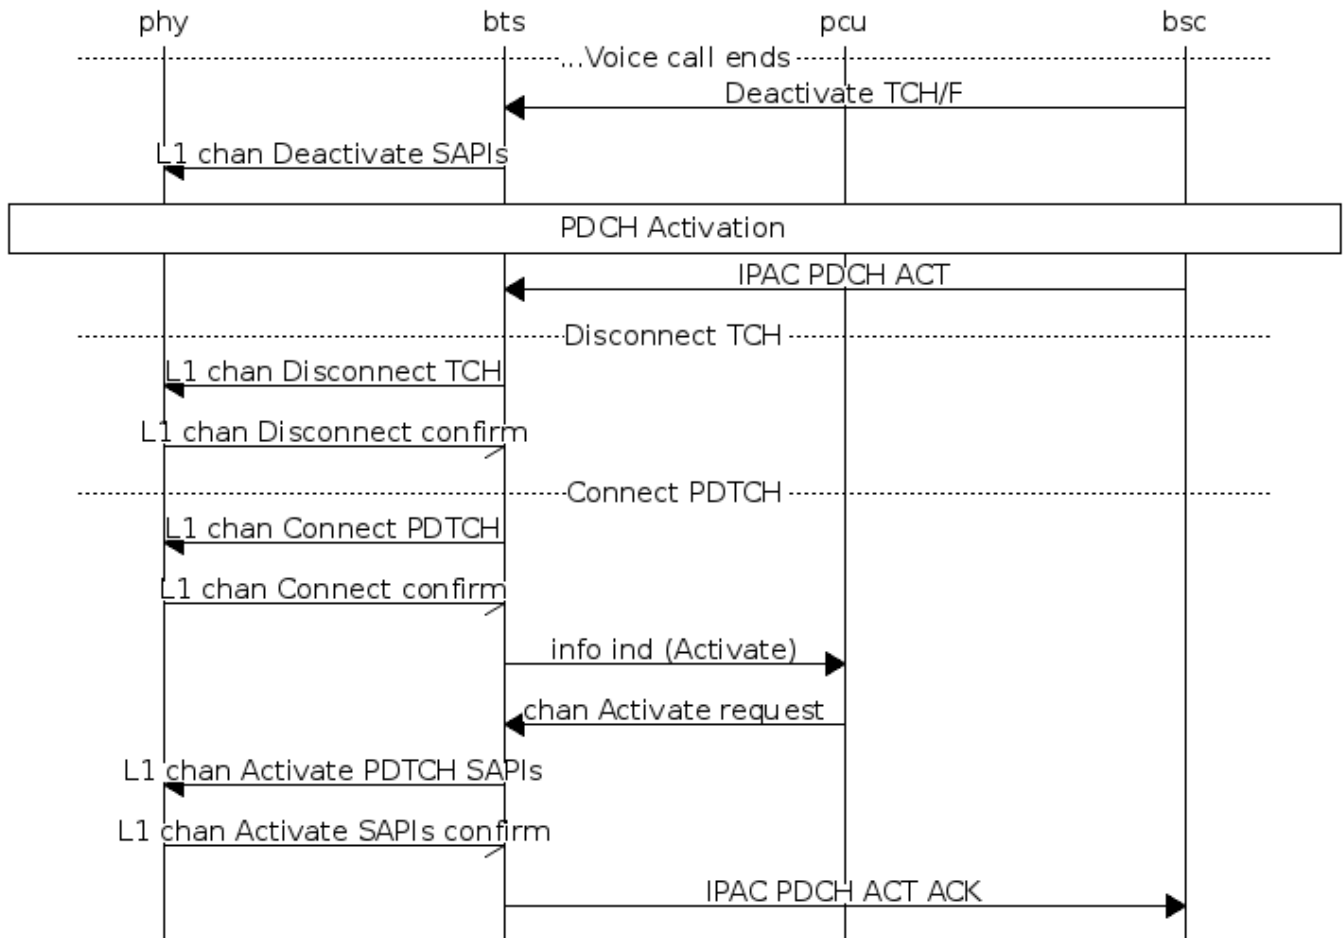 phy bts pcu bsc
...Voice call ends
Deactivate TCH/F
L1 chan Deactivate SAPIs
PDCH Activation
IPAC PDCH ACT
Disconnect TCH
L1 chan Disconnect TCH
L1 chan Disconnect confirm
Connect PDTCH
L1 chan Connect PDTCH
L1 chan Connect confirm
info ind (Activate)
chan Activate request
L1 chan Activate PDTCH SAPIs
L1 chan Activate SAPIs confirm
IPAC PDCH ACT ACK